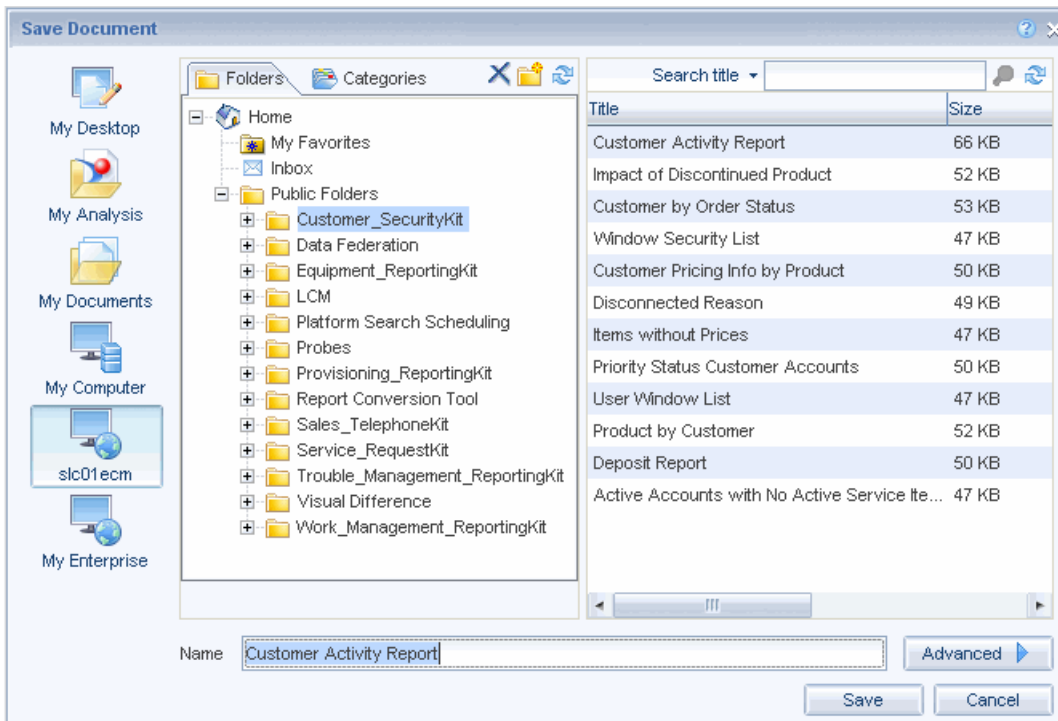 Save Document
My Desktop
My Analysis
My Documents
My Computer
slc01ecm
My Enterprise
Folders Categories
Home
My Favorites
Inbox
Public Folders
Customer_SecurityKit
Data Federation
Equipment_ReportingKit
LCM
Platform Search Scheduling
Probes
Provisioning_ReportingKit
Report Conversion Tool
Sales_TelephoneKit
Service_RequestKit
Trouble_Management_ReportingKit
Visual Difference
Work_Management_ReportingKit
Search title
Title Size
Customer Activity Report 66 KB
Impact of Discontinued Product 52 KB
Customer by Order Status 53 KB
Window Security List 47 KB
Customer Pricing Info by Product 50 KB
Disconnected Reason 49 KB
Items without Prices 47 KB
Priority Status Customer Accounts 50 KB
User Window List 47 KB
Product by Customer 52 KB
Deposit Report 50 KB
Active Accounts with No Active Service Ite... 47 KB
Name Customer Activity Report Advanced
Save Cancel